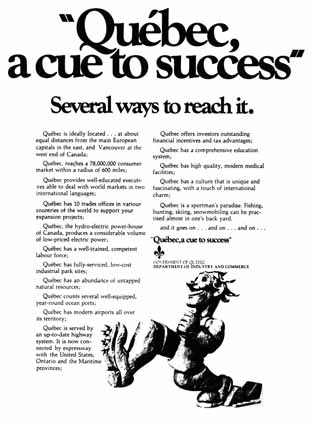 "Québec,
a cue to success"
Several ways to reach it.
Québec is ideally located . . . at about
equal distances from the main European
capitals in the east, and Vancouver at the
west end of Canada;
Québec, reaches a 78,000,000 consumer
market within a radius of 600 miles;
Québec provides well-educated executi-
ves able to deal with world markets in two
international languages;
Québec has 10 trades offices in various
countries of the world to support your
expansion projects;
Québec, the hydro-electric power-house
of Canada, produces a considerable volume
of low-priced electric power;
Québec has a well-trained, competent
labour force;
Québec has fully-serviced, low-cost
industrial park sites;
Québec has an abundance of untapped
natural resources;
Québec counts several well-equipped,
year-round ocean ports;
Québec has modern airports all over
its territory;
Québec is served by
an up-to-date highway
system. It is now con-
nected by expressway
with the United States,
Ontario and the Maritime
provinces;
Québec offers investors outstanding
financial incentives and tax advantages;
Québec has a comprehensive education
system;
Québec has high quality, modern medical
facilities;
Québec has a culture that is unique and
fascinating, with a touch of international
charm;
Québec is a sportman's paradise. Fishing,
hunting, skiing, snowmobiling can be prac-
tised almost in one's back yard.
and it goes on . . . and on . . . and on . . .
"Québec, a cue to success"
GOVERNMENT OF QUÉBEC
DEPARTMENT OF INDUSTRY AND COMMERCE